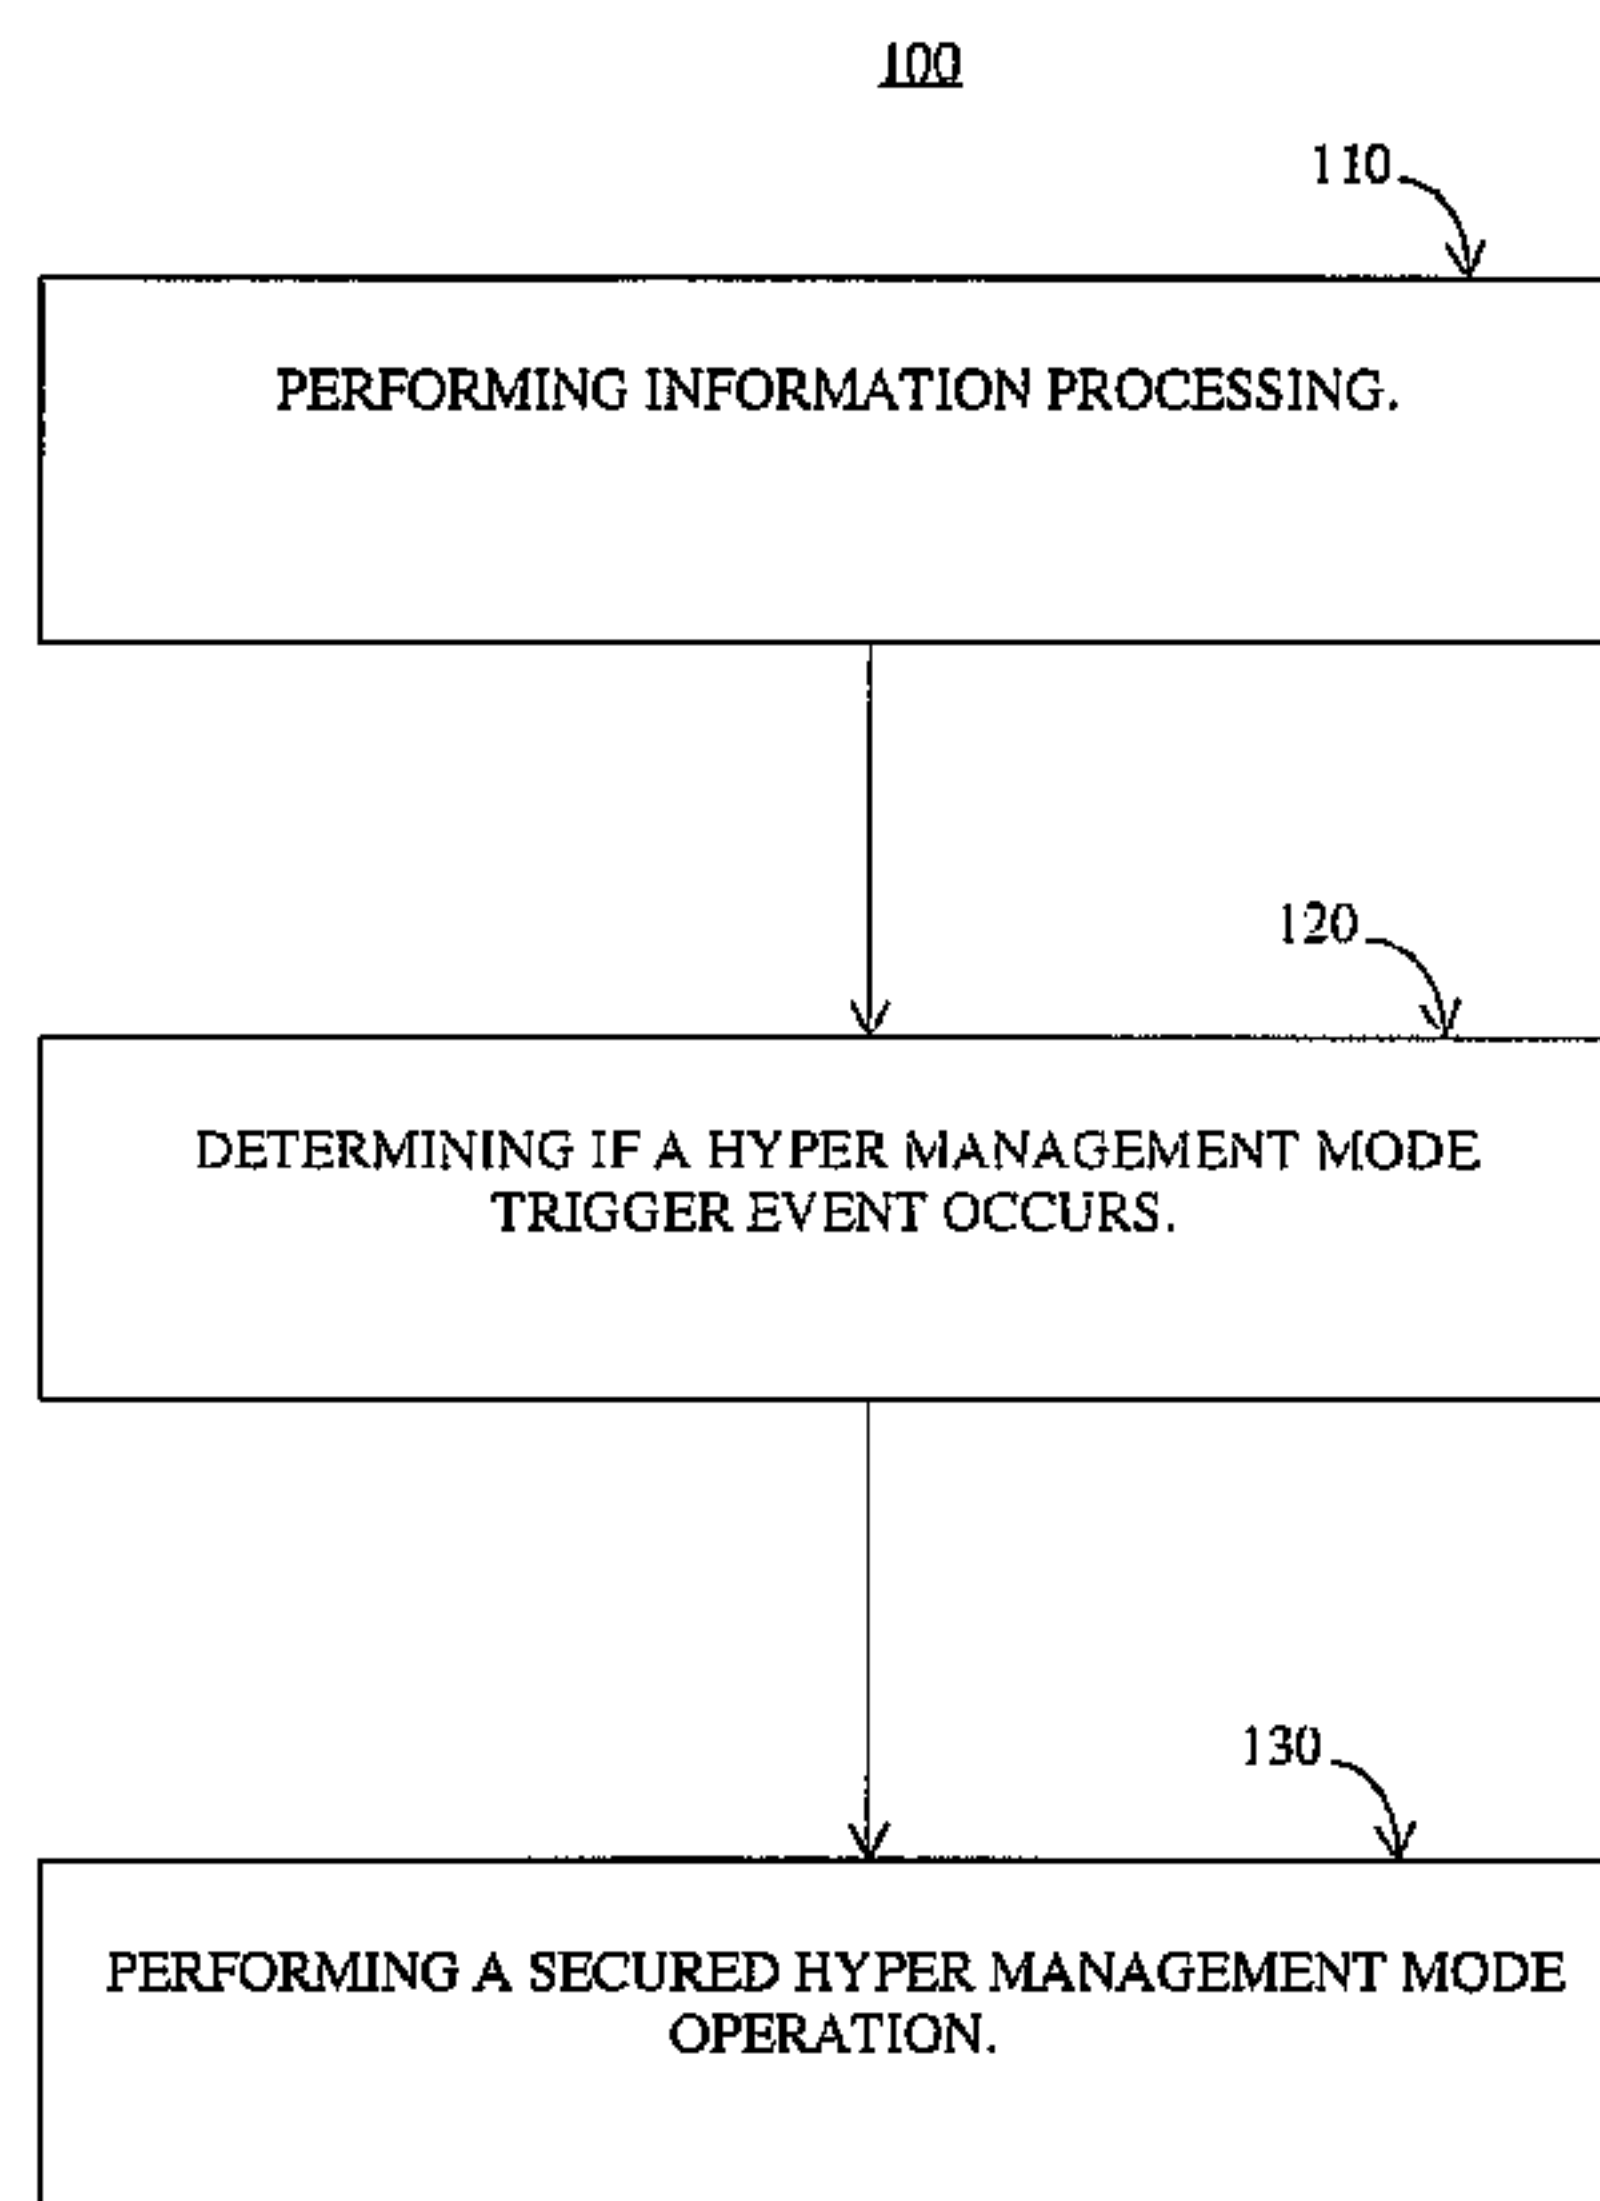 100
110
PERFORMING INFORMATION PROCESSING.
120
DETERMINING IF A HYPER MANAGEMENT MODE
TRIGGER EVENT OCCURS.
130
PERFORMING A SECURED HYPER MANAGEMENT MODE
OPERATION.